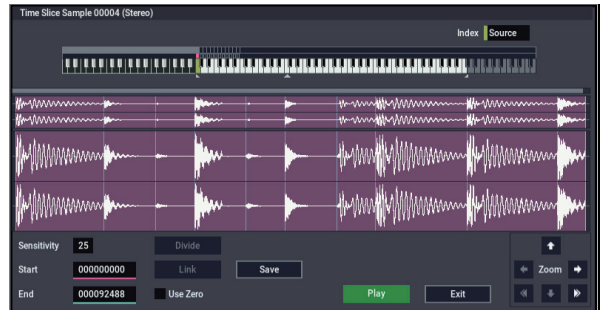 Time Slice Sample 00004 (Stereo)
Index Source
Sensitivity 25 Divide
Start 000000000 Link Save
Zoom
End 000092488 Use Zero Play Exit